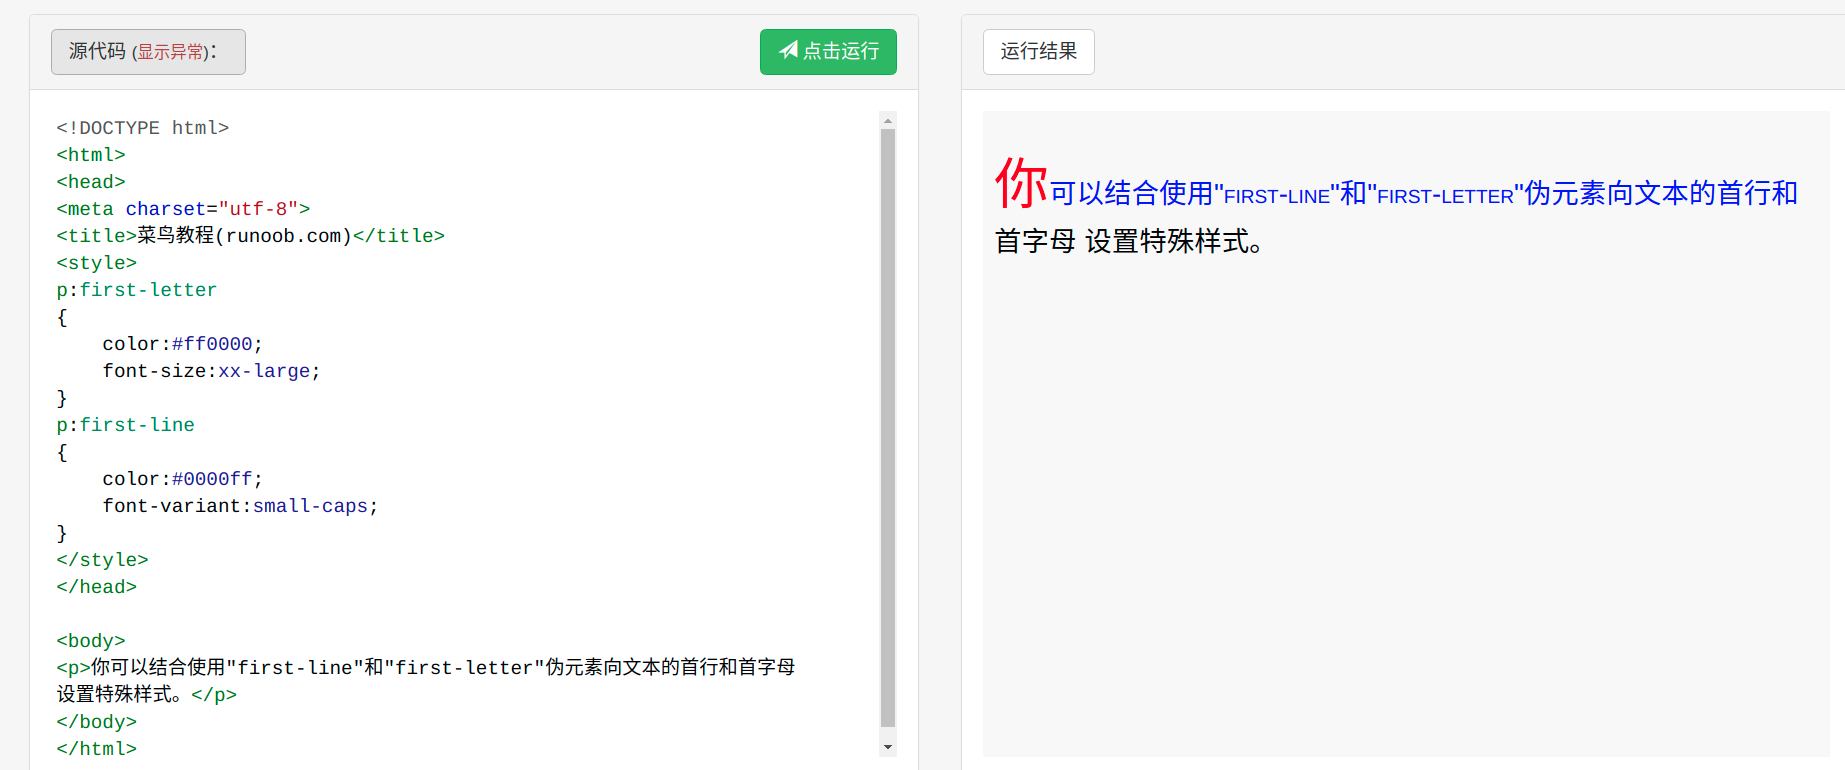 源代码 (显示异常)：
点击运行
<!DOCTYPE html>
<html>
<head>
<meta charset="utf-8">
<title>菜鸟教程(runoob.com)</title>
<style>
p:first-letter
{
    color:#ff0000;
    font-size:xx-large;
}
p:first-line
{
    color:#0000ff;
    font-variant:small-caps;
}
</style>
</head>
<body>
<p>你可以结合使用"first-line"和"first-letter"伪元素向文本的首行和首字母
设置特殊样式。</p>
</body>
</html>
运行结果
你可以结合使用"FIRST-LINE"和"FIRST-LETTER"伪元素向文本的首行和
首字母 设置特殊样式。